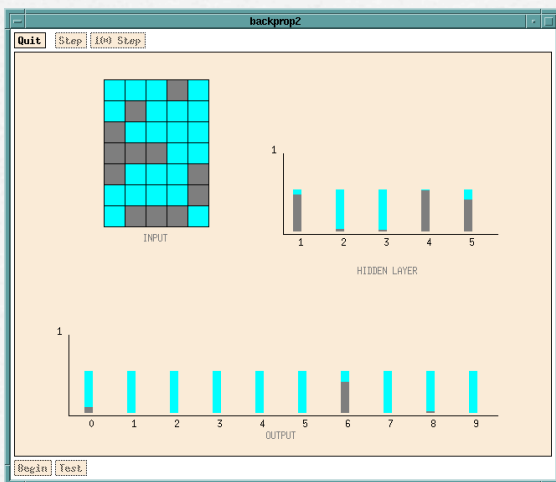 backprop2
Quit Step 100 Step
INPUT
1
1 2 3 4 5
HIDDEN LAYER
1
0 1 2 3 4 5 6 7 8 9
OUTPUT
Begin Test